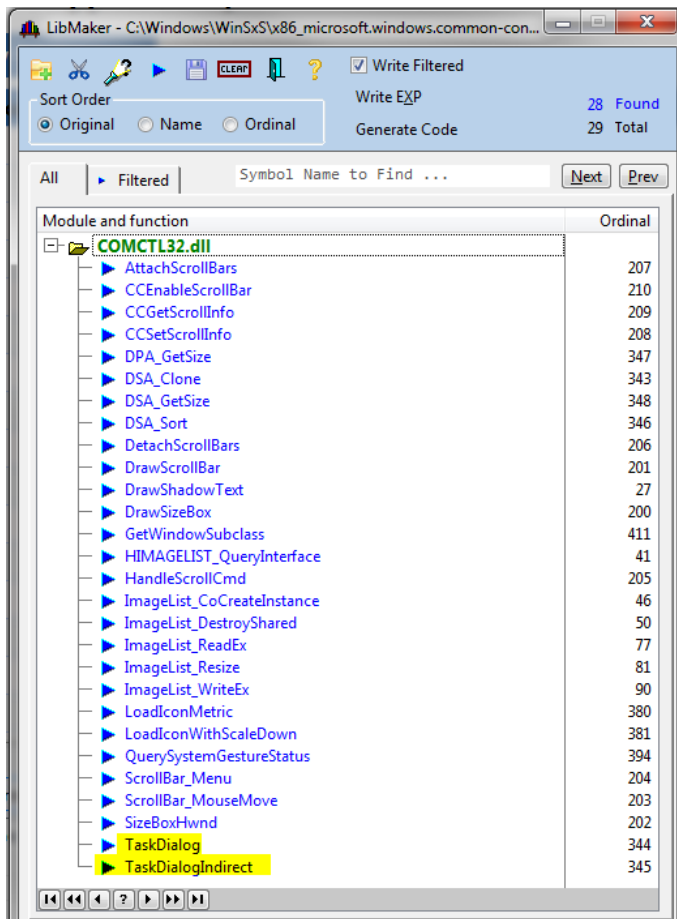 LibMaker - C:\Windows\WinSxS\x86_microsoft.windows.common-con...
CLEAR ? Write Filtered
Sort Order Write EXP 28 Found
Original Name Ordinal Generate Code 29 Total
All Filtered Symbol Name to Find ... Next Prev
Module and function Ordinal
COMCTL32.dll
AttachScrollBars 207
CCEnableScrollBar 210
CCGetScrollInfo 209
CCSetScrollInfo 208
DPA_GetSize 347
DSA_Clone 343
DSA_GetSize 348
DSA_Sort 346
DetachScrollBars 206
DrawScrollBar 201
DrawShadowText 27
DrawSizeBox 200
GetWindowSubclass 411
HIMAGELIST_QueryInterface 41
HandleScrollCmd 205
ImageList_CoCreateInstance 46
ImageList_DestroyShared 50
ImageList_ReadEx 77
ImageList_Resize 81
ImageList_WriteEx 90
LoadIconMetric 380
LoadIconWithScaleDown 381
QuerySystemGestureStatus 394
ScrollBar_Menu 204
ScrollBar_MouseMove 203
SizeBoxHwnd 202
TaskDialog 344
TaskDialogIndirect 345
?